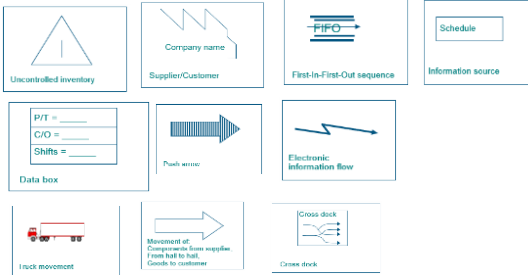 Uncontrolled inventory
Company name
Supplier/Customer
FIFO
First-In-First-Out sequence
Schedule
Information source
P/T = _____
C/O = _____
Shifts = _____
Data box
Push arrow
Electronic
information flow
Truck movement
Movement of:
Components from supplier
From hall to hall,
Goods to customer
Cross dock
Cross dock